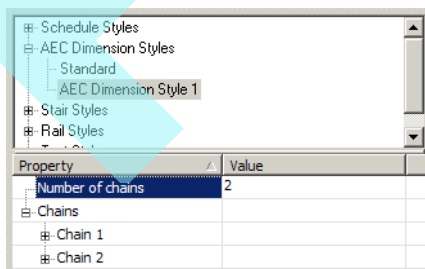 Schedule Styles
AEC Dimension Styles
Standard
AEC Dimension Style 1
Stair Styles
Rail Styles
Property Value
Number of chains 2
Chains
Chain 1
Chain 2